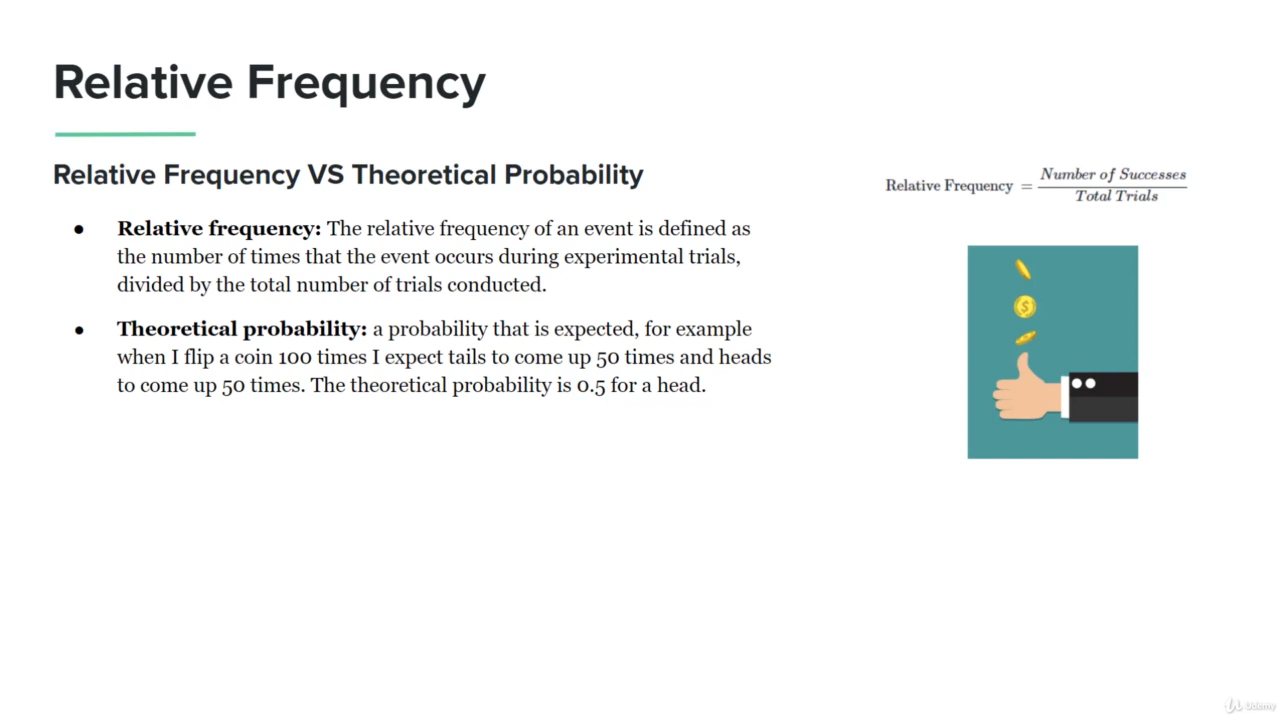 Relative Frequency
Relative Frequency VS Theoretical Probability
● Relative frequency: The relative frequency of an event is defined as
the number of times that the event occurs during experimental trials,
divided by the total number of trials conducted.
● Theoretical probability: a probability that is expected, for example
when I flip a coin 100 times I expect tails to come up 50 times and heads
to come up 50 times. The theoretical probability is 0.5 for a head.
Relative Frequency = Number of Successes
Total Trials
$
Udemy